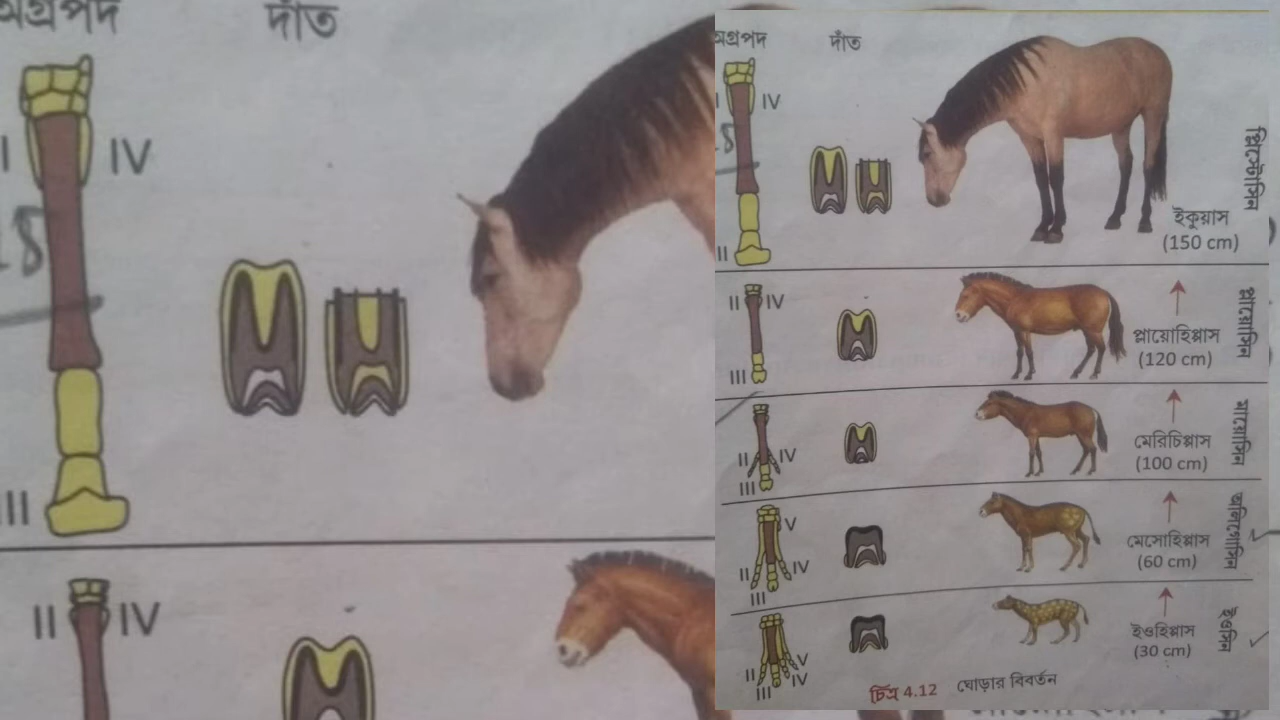 অগ্রপদ দাঁত
IV
18
III
II IV
অগ্রপদ দাঁত
IV
প্লিস্টোসিন
ইকুয়াস
(150 cm)
II IV
III
প্লায়োহিপ্পাস
(120 cm)
প্লায়োসিন
II IV
III
মেরিচিপ্পাস
(100 cm)
মায়োসিন
V
II IV
III
মেসোহিপ্পাস
(60 cm)
অলিগোসিন
V
II IV
III
ইওহিপ্পাস
(30 cm)
ইওসিন
চিত্র 4.12 ঘোড়ার বিবর্তন